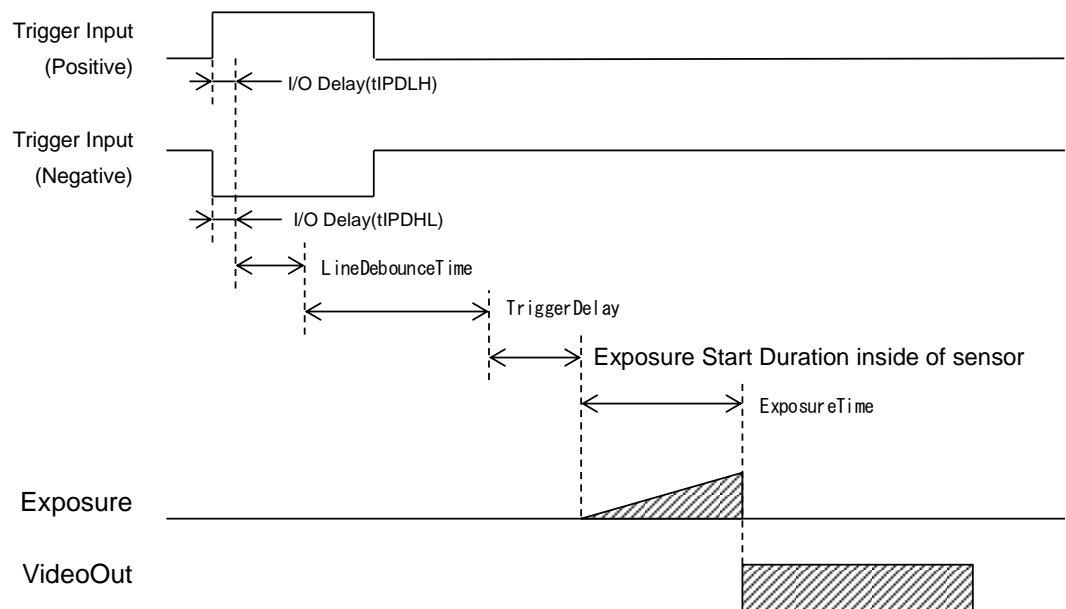 Trigger Input
(Positive)
I/O Delay(tIPDLH)
Trigger Input
(Negative)
I/O Delay(tIPDHL)
LineDebounceTime
TriggerDelay
Exposure Start Duration inside of sensor
ExposureTime
Exposure
VideoOut